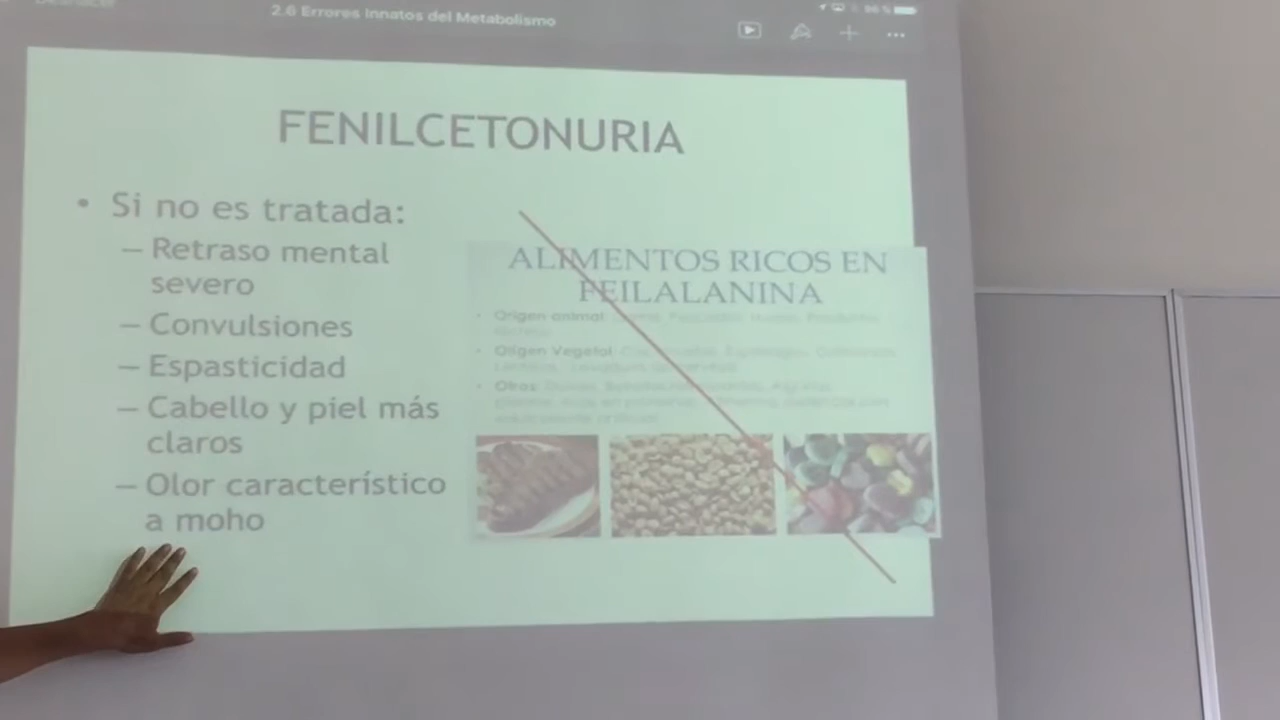 2.6 Errores Innatos del Metabolismo
FENILCETONURIA
• Si no es tratada:
– Retraso mental
severo
– Convulsiones
– Espasticidad
– Cabello y piel más
claros
– Olor característico
a moho
ALIMENTOS RICOS EN
FEILALANINA
• Origen animal:
• Origen Vegetal
• Otros